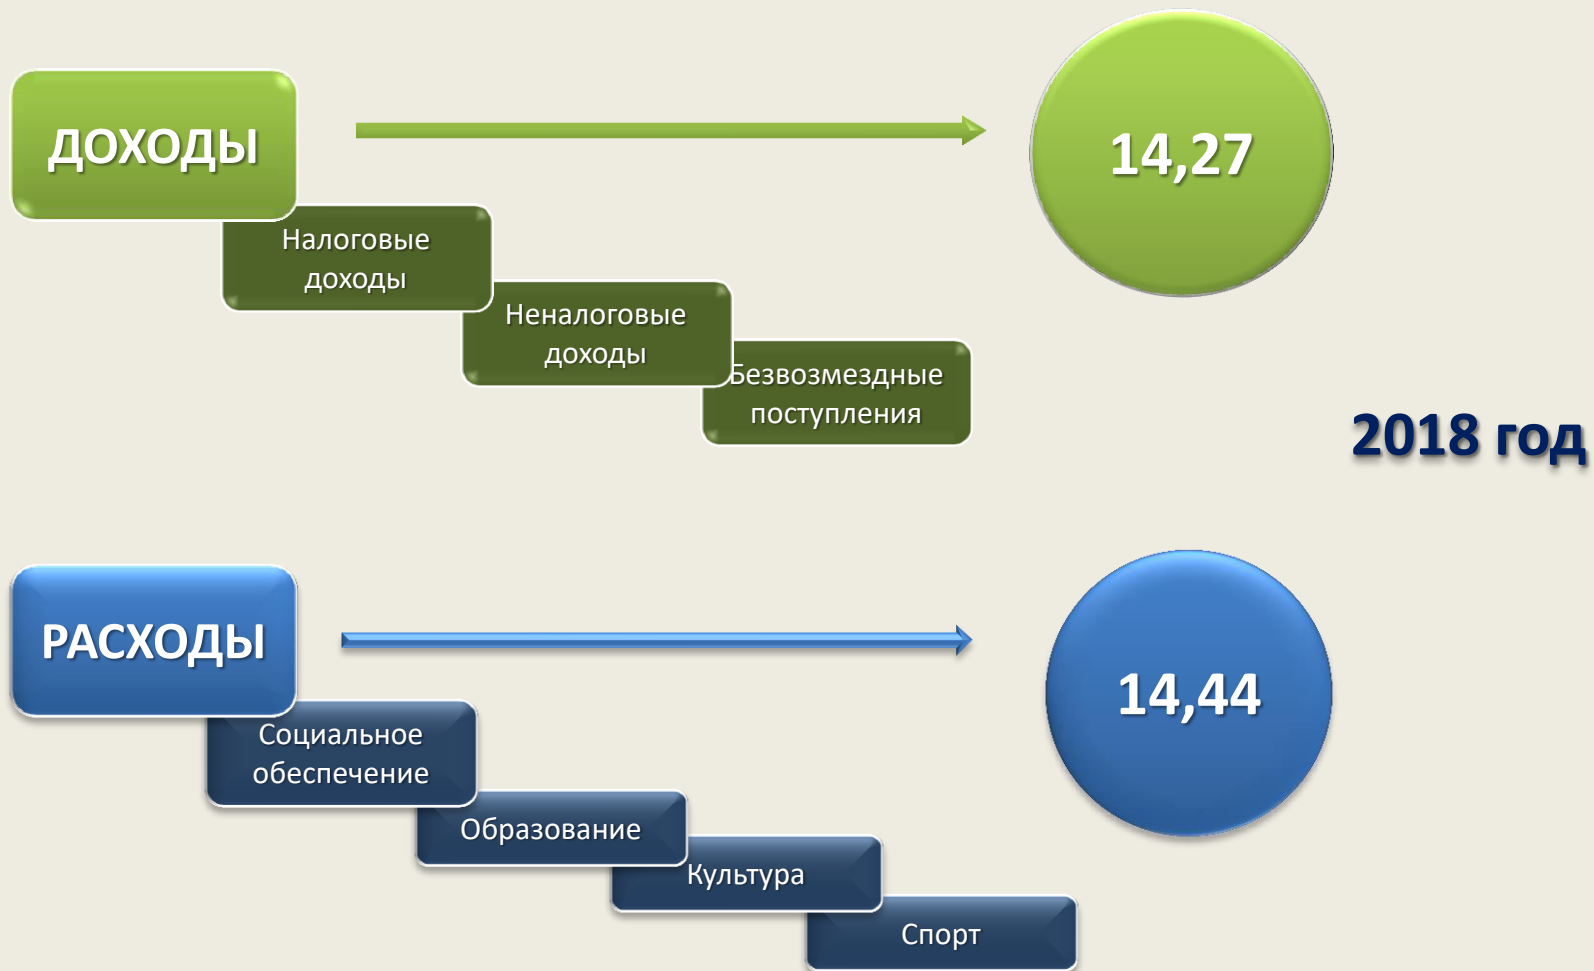 ДОХОДЫ
14,27
Налоговые
доходы
Неналоговые
доходы
Безвозмездные
поступления
2018 год
РАСХОДЫ
14,44
Социальное
обеспечение
Образование
Культура
Спорт